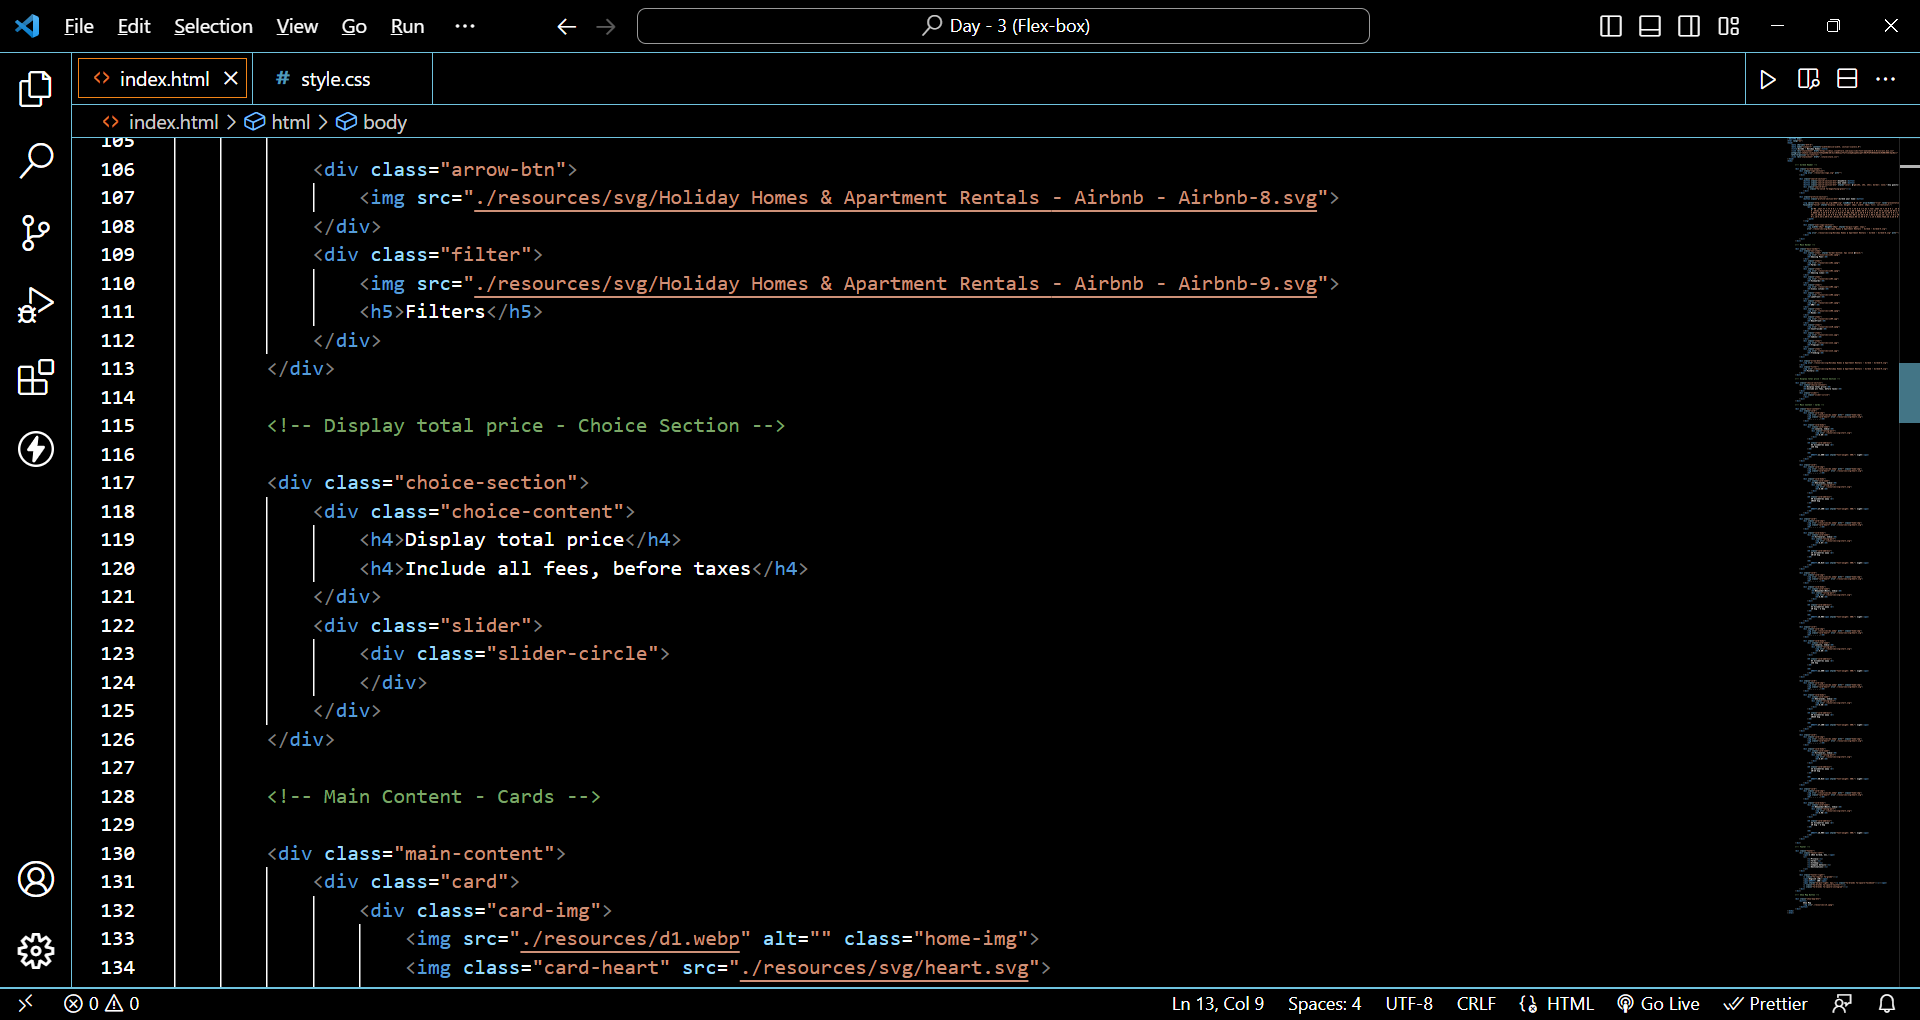 File Edit Selection View Go Run ···
Day - 3 (Flex-box)
index.html
# style.css
index.html > html > body
105
106 <div class="arrow-btn">
107 <img src="./resources/svg/Holiday Homes & Apartment Rentals - Airbnb - Airbnb-8.svg">
108 </div>
109 <div class="filter">
110 <img src="./resources/svg/Holiday Homes & Apartment Rentals - Airbnb - Airbnb-9.svg">
111 <h5>Filters</h5>
112 </div>
113 </div>
114
115 <!-- Display total price - Choice Section -->
116
117 <div class="choice-section">
118 <div class="choice-content">
119 <h4>Display total price</h4>
120 <h4>Include all fees, before taxes</h4>
121 </div>
122 <div class="slider">
123 <div class="slider-circle">
124 </div>
125 </div>
126 </div>
127
128 <!-- Main Content - Cards -->
129
130 <div class="main-content">
131 <div class="card">
132 <div class="card-img">
133 <img src="./resources/d1.webp" alt="" class="home-img">
134 <img class="card-heart" src="./resources/svg/heart.svg">
0 0 Ln 13, Col 9 Spaces: 4 UTF-8 CRLF HTML Go Live Prettier